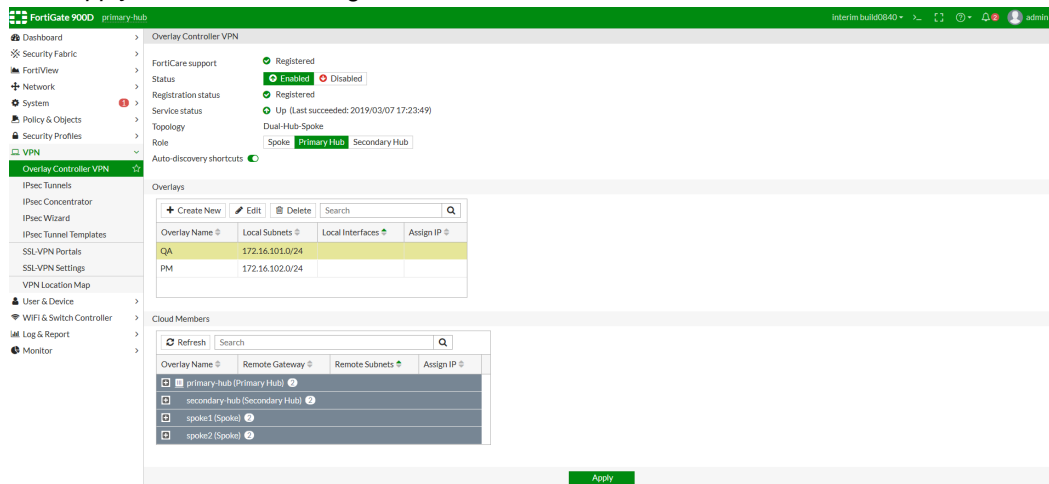 FortiGate 900D primary-hub
interim build0840
admin
2
Dashboard
Security Fabric
FortiView
Network
System 1
Policy & Objects
Security Profiles
VPN
Overlay Controller VPN
IPsec Tunnels
IPsec Concentrator
IPsec Wizard
IPsec Tunnel Templates
SSL-VPN Portals
SSL-VPN Settings
VPN Location Map
User & Device
WiFi & Switch Controller
Log & Report
Monitor
Overlay Controller VPN
FortiCare support Registered
Status Enabled Disabled
Registration status Registered
Service status Up (Last succeeded: 2019/03/07 17:23:49)
Topology Dual-Hub-Spoke
Role Spoke Primary Hub Secondary Hub
Auto-discovery shortcuts
Overlays
+ Create New Edit Delete Search
Overlay Name Local Subnets Local Interfaces Assign IP
QA 172.16.101.0/24
PM 172.16.102.0/24
Cloud Members
Refresh Search
Overlay Name Remote Gateway Remote Subnets Assign IP
primary-hub (Primary Hub) 2
secondary-hub (Secondary Hub) 2
spoke1 (Spoke) 2
spoke2 (Spoke) 2
Apply